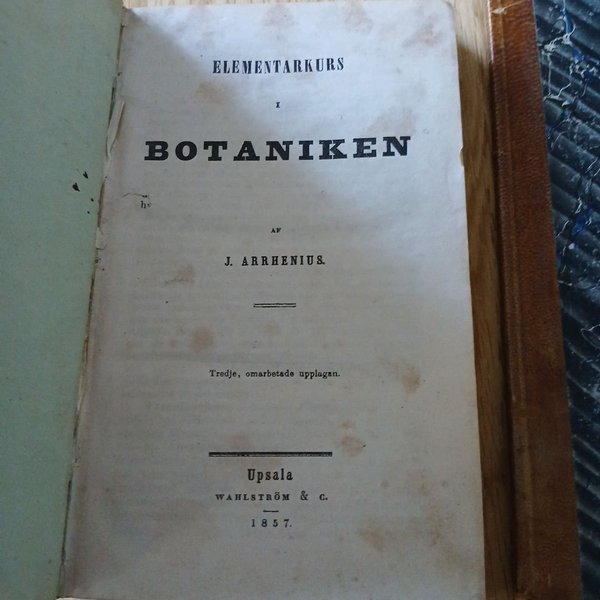 ELEMENTARKURS
I
BOTANIKEN
AF
J. ARRHENIUS.
Tredje, omarbetade upplagan.
Upsala
WAHLSTRÖM & C.
1857.